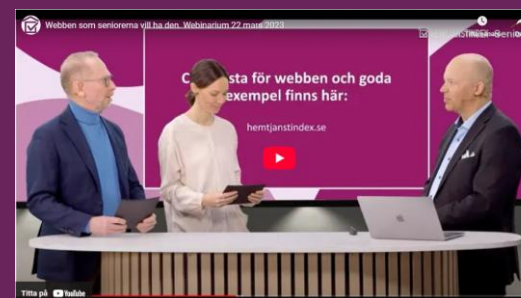 Webben som seniorerna vill ha den. Webinarium 22 mars 2023
sta för webben och goda
exempel finns här:
hemtjanstindex.se
Titta på YouTube